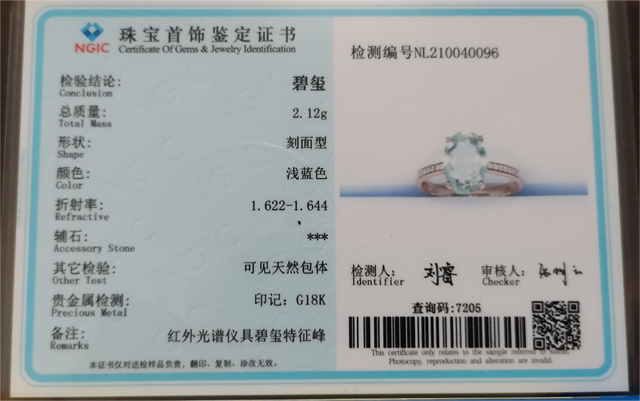 NGIC
珠宝首饰鉴定证书
Certificate Of Gems & Jewelry Identification
检测编号NL210040096
检验结论: 碧玺
Conclusion
总质量: 2.12g
Total Mass
形状: 刻面型
Shape
颜色: 浅蓝色
Color
折射率: 1.622-1.644
Refractive
辅石: ***
Accessory Stone
其它检验: 可见天然包体
Other Test
贵金属检测: 印记: G18K
Precious Metal
备注: 红外光谱仪具碧玺特征峰
Remarks
本证书仅对送检样品负责, 翻印、复制、涂改无效。
检测人: 审核人:
Identifier Checker
查询码:7205
This certificate only relates to the sample referred to
Photocopy, reproduction and alteration are invalid.